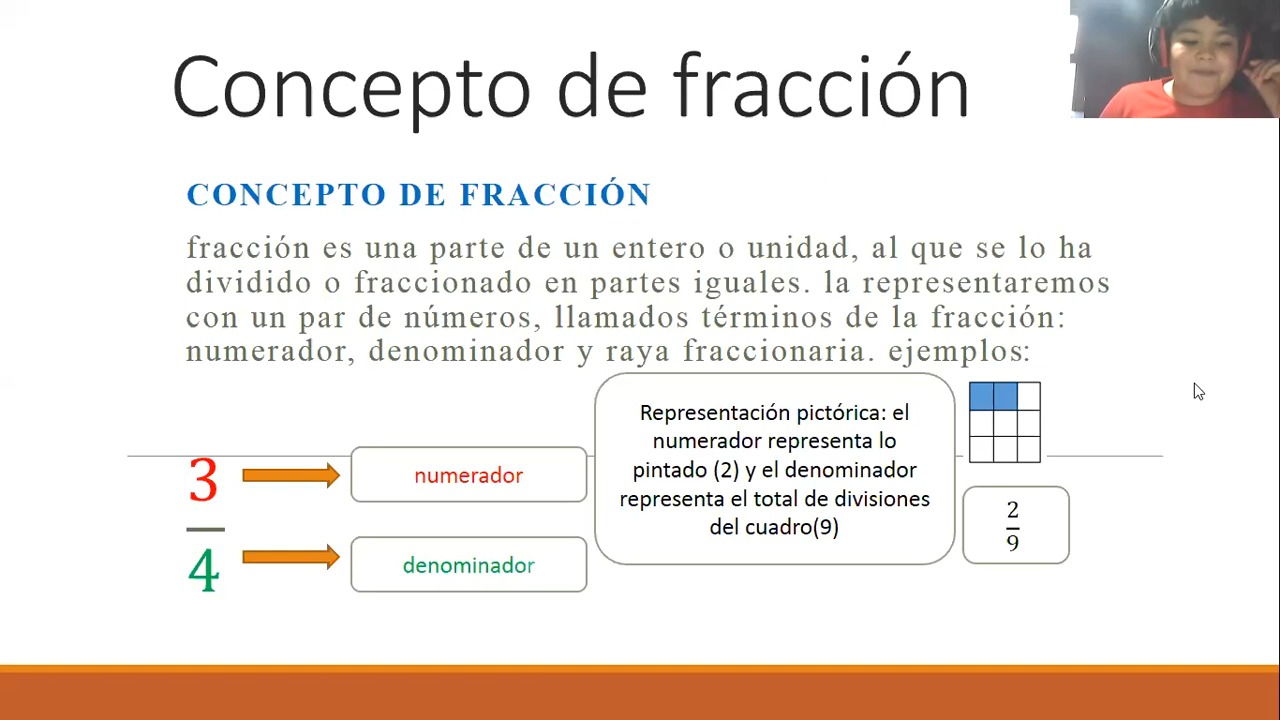 Concepto de fracción
CONCEPTO DE FRACCIÓN
fracción es una parte de un entero o unidad, al que se lo ha
dividido o fraccionado en partes iguales. la representaremos
con un par de números, llamados términos de la fracción:
numerador, denominador y raya fraccionaria. ejemplos:
3
numerador
4
denominador
Representación pictórica: el
numerador representa lo
pintado (2) y el denominador
representa el total de divisiones
del cuadro(9)
2
9